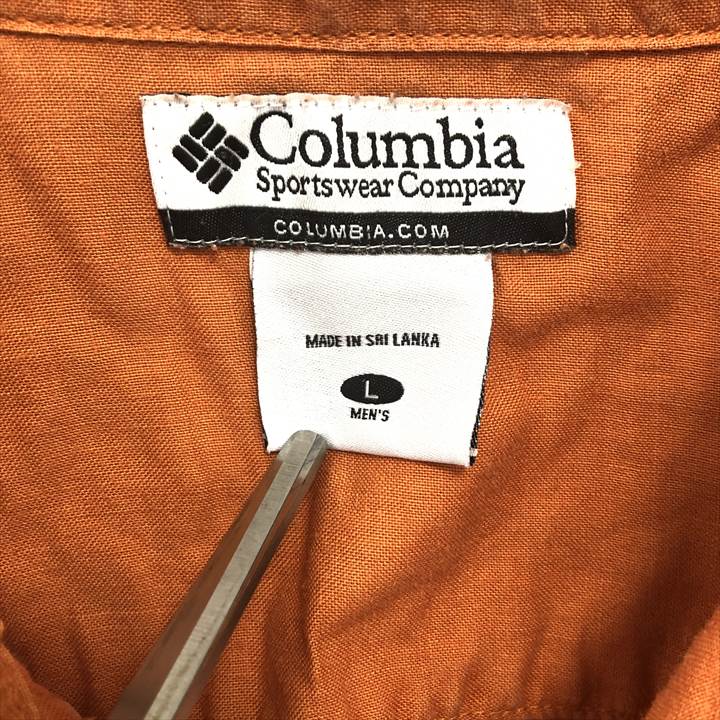 Columbia
Sportswear Company
COLUMBIA.COM
MADE IN SRI LANKA
L
MEN'S